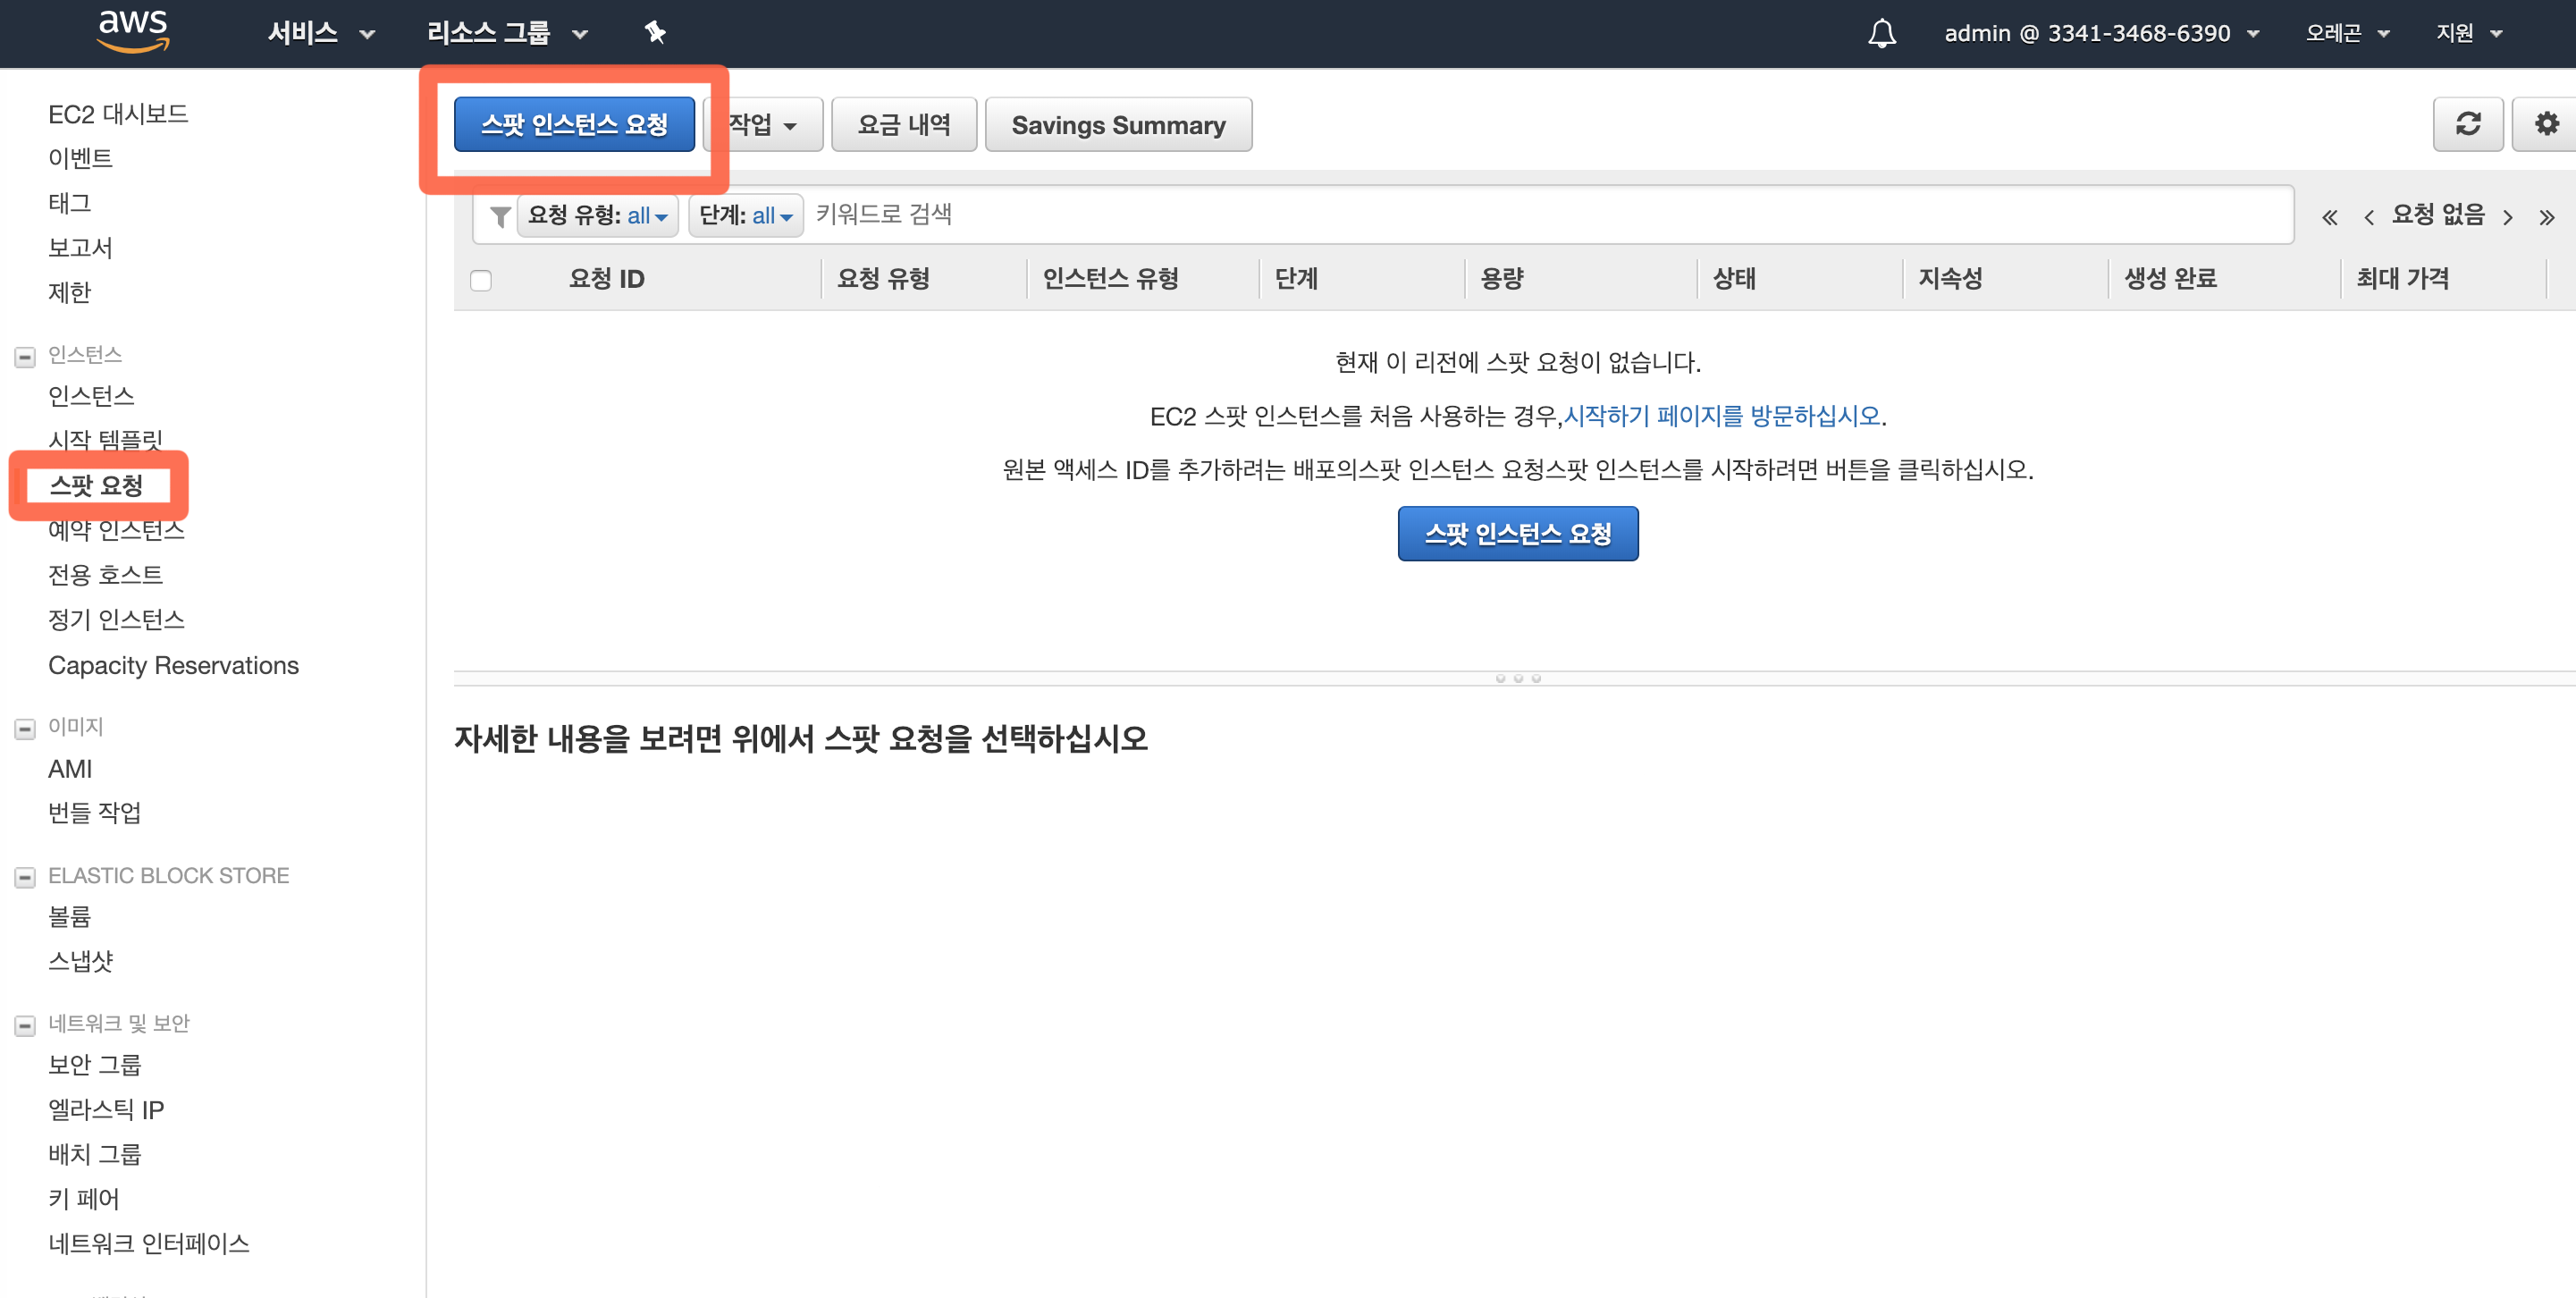 aws 서비스 리소스 그룹 admin @ 3341-3468-6390 오레곤 지원
EC2 대시보드
이벤트
태그
보고서
제한
인스턴스
인스턴스
시작 템플릿
스팟 요청
예약 인스턴스
전용 호스트
정기 인스턴스
Capacity Reservations
이미지
AMI
번들 작업
ELASTIC BLOCK STORE
볼륨
스냅샷
네트워크 및 보안
보안 그룹
엘라스틱 IP
배치 그룹
키 페어
네트워크 인터페이스
스팟 인스턴스 요청 작업 요금 내역 Savings Summary
요청 유형: all 단계: all 키워드로 검색 요청 없음
요청 ID 요청 유형 인스턴스 유형 단계 용량 상태 지속성 생성 완료 최대 가격
현재 이 리전에 스팟 요청이 없습니다.
EC2 스팟 인스턴스를 처음 사용하는 경우,시작하기 페이지를 방문하십시오.
원본 액세스 ID를 추가하려는 배포의스팟 인스턴스 요청스팟 인스턴스를 시작하려면 버튼을 클릭하십시오.
스팟 인스턴스 요청
자세한 내용을 보려면 위에서 스팟 요청을 선택하십시오